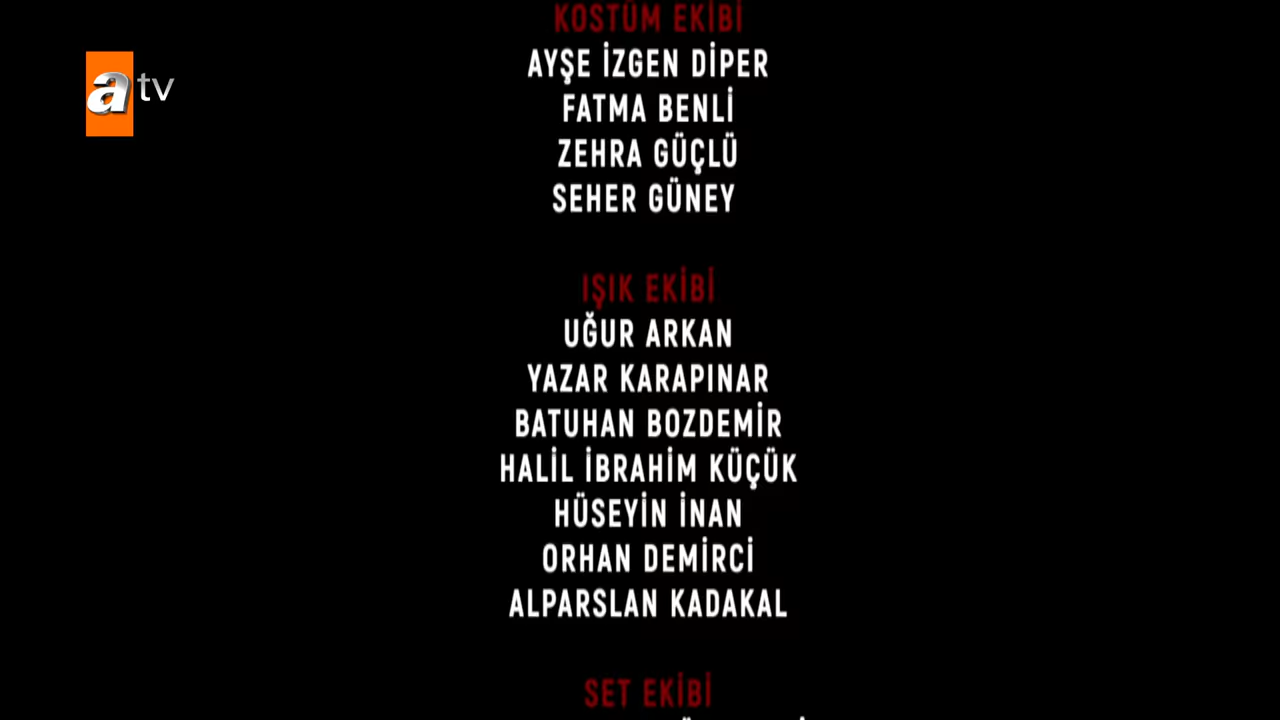 atv
KOSTÜM EKİBİ
AYŞE İZGEN DİPER
FATMA BENLİ
ZEHRA GÜÇLÜ
SEHER GÜNEY
IŞIK EKİBİ
UĞUR ARKAN
YAZAR KARAPINAR
BATUHAN BOZDEMİR
HALİL İBRAHİM KÜÇÜK
HÜSEYİN İNAN
ORHAN DEMİRCİ
ALPARSLAN KADAKAL
SET EKİBİ